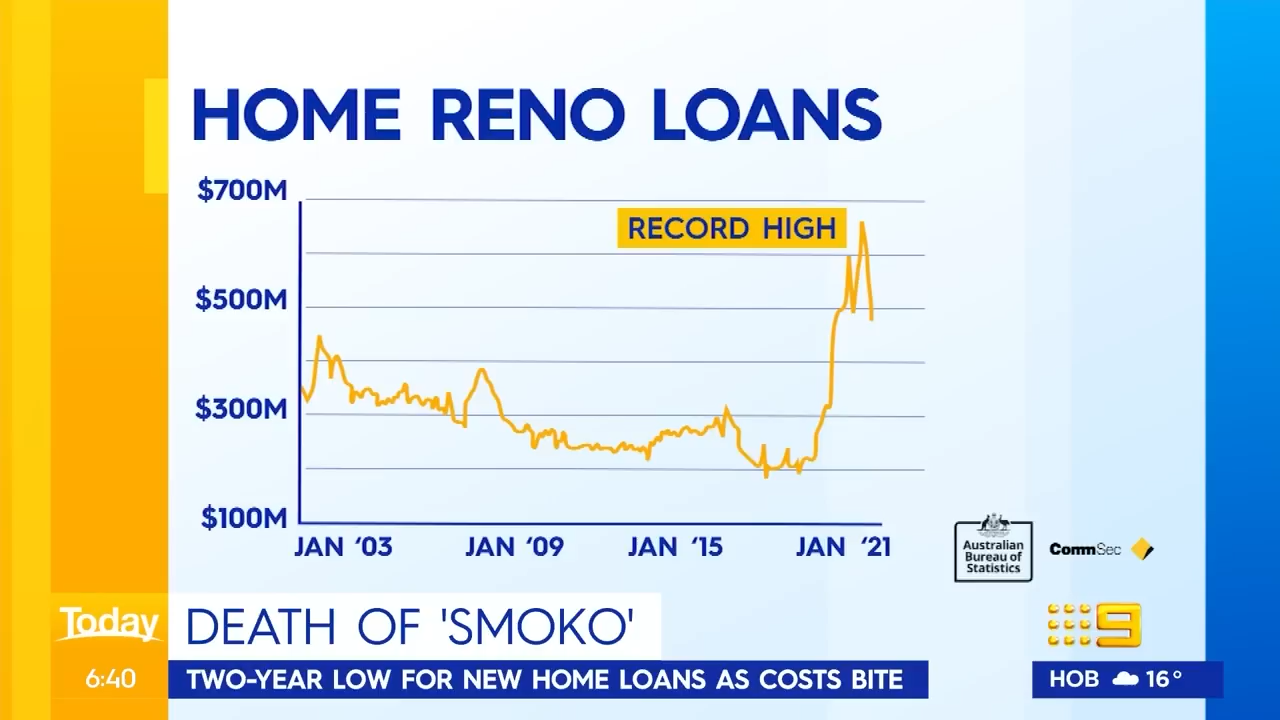 HOME RENO LOANS
$700M
RECORD HIGH
$500M
$300M
$100M
JAN ‘03 JAN ‘09 JAN ‘15 JAN ‘21
Australian
Bureau of
Statistics
CommSec
Today
DEATH OF 'SMOKO'
9
6:40
TWO-YEAR LOW FOR NEW HOME LOANS AS COSTS BITE
HOB 16°